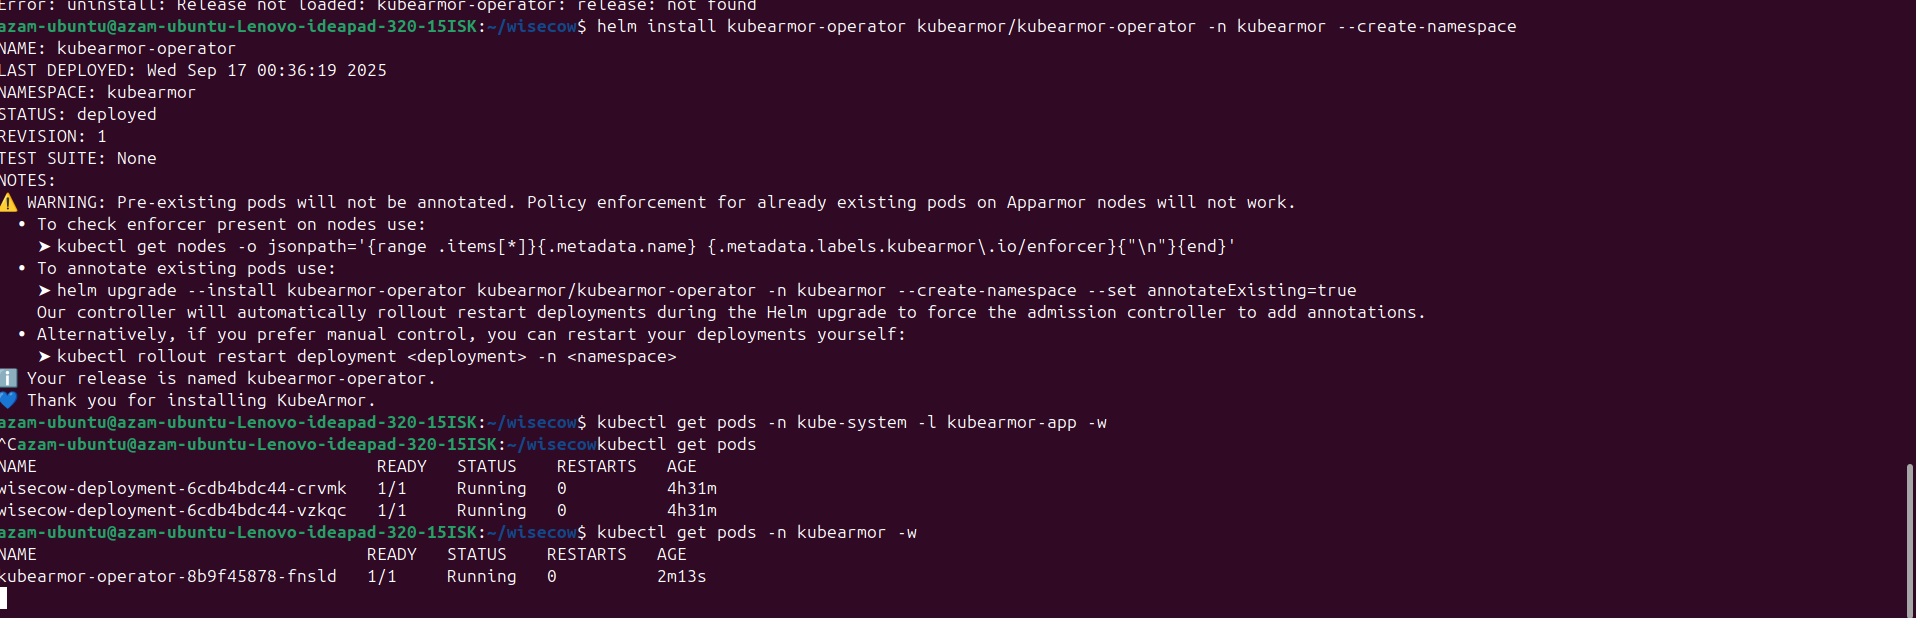 Error: uninstall: Release not loaded: kubearmor-operator: release: not found
azam-ubuntu@azam-ubuntu-Lenovo-ideapad-320-15ISK:~/wisecow$ helm install kubearmor-operator kubearmor/kubearmor-operator -n kubearmor --create-namespace
NAME: kubearmor-operator
LAST DEPLOYED: Wed Sep 17 00:36:19 2025
NAMESPACE: kubearmor
STATUS: deployed
REVISION: 1
TEST SUITE: None
NOTES:
⚠️ WARNING: Pre-existing pods will not be annotated. Policy enforcement for already existing pods on Apparmor nodes will not work.
• To check enforcer present on nodes use:
➤ kubectl get nodes -o jsonpath='{range .items[*]}{.metadata.name} {.metadata.labels.kubearmor\.io/enforcer}{"\n"}{end}'
• To annotate existing pods use:
➤ helm upgrade --install kubearmor-operator kubearmor/kubearmor-operator -n kubearmor --create-namespace --set annotateExisting=true
Our controller will automatically rollout restart deployments during the Helm upgrade to force the admission controller to add annotations.
• Alternatively, if you prefer manual control, you can restart your deployments yourself:
➤ kubectl rollout restart deployment <deployment> -n <namespace>
ℹ️ Your release is named kubearmor-operator.
💙 Thank you for installing KubeArmor.
azam-ubuntu@azam-ubuntu-Lenovo-ideapad-320-15ISK:~/wisecow$ kubectl get pods -n kube-system -l kubearmor-app -w
^Cazam-ubuntu@azam-ubuntu-Lenovo-ideapad-320-15ISK:~/wisecowkubectl get pods
NAME READY STATUS RESTARTS AGE
wisecow-deployment-6cdb4bdc44-crvmk 1/1 Running 0 4h31m
wisecow-deployment-6cdb4bdc44-vzkqc 1/1 Running 0 4h31m
azam-ubuntu@azam-ubuntu-Lenovo-ideapad-320-15ISK:~/wisecow$ kubectl get pods -n kubearmor -w
NAME READY STATUS RESTARTS AGE
kubearmor-operator-8b9f45878-fnsld 1/1 Running 0 2m13s